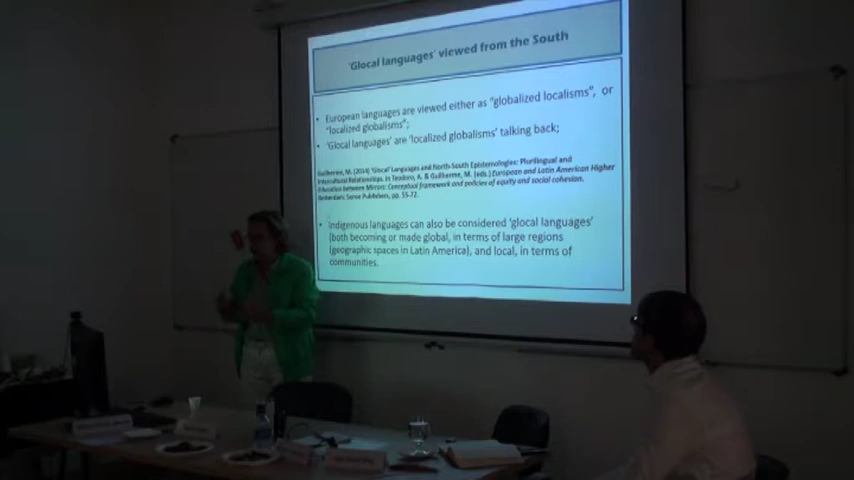 'Glocal languages' viewed from the South
• European languages are viewed either as "globalized localisms", or
"localized globalisms";
• 'Glocal languages' are 'localized globalisms' talking back;
Guilherme, M. (2014) 'Glocal' Languages and North-South Epistemologies: Plurilingual and
Intercultural Relationships. In Teodoro, A. & Guilherme, M. (eds.) European and Latin American Higher
Education between Mirrors: Conceptual framework and policies of equity and social cohesion.
Rotterdam: Sense Publishers, pp. 55-72.
• Indigenous languages can also be considered 'glocal languages'
(both becoming or made global, in terms of large regions
(geographic spaces in Latin America), and local, in terms of
communities.